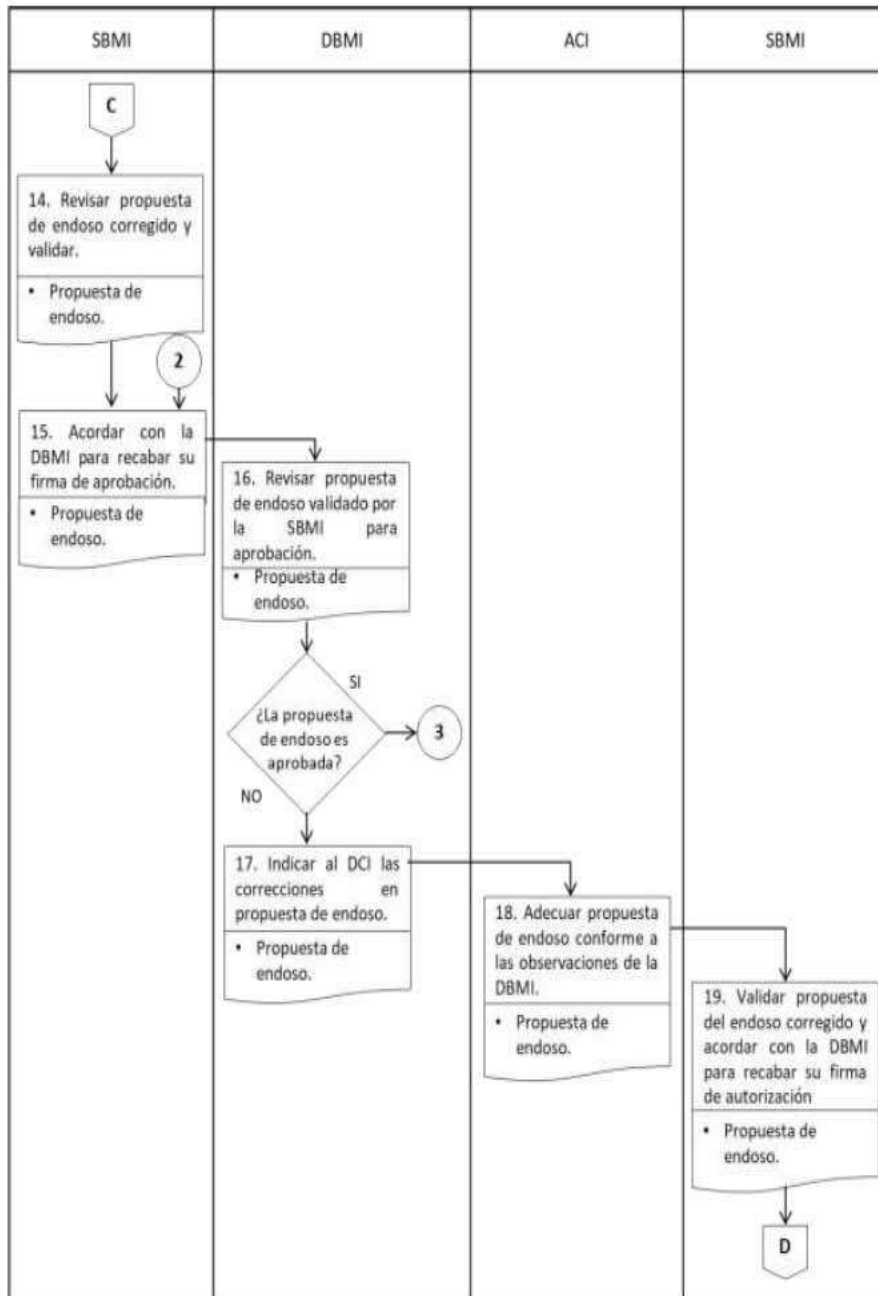 SBMI
DBMI
ACI
SBMI
C
14. Revisar propuesta
de endoso corregido y
validar.
• Propuesta de
endoso.
2
15. Acordar con la
DBMI para recabar su
firma de aprobación.
• Propuesta de
endoso.
16. Revisar propuesta
de endoso validado por
la SBMI para
aprobación.
• Propuesta de
endoso.
SI
¿La propuesta
de endoso es
aprobada?
3
NO
17. Indicar al DCI las
correcciones en
propuesta de endoso.
• Propuesta de
endoso.
18. Adecuar propuesta
de endoso conforme a
las observaciones de la
DBMI.
• Propuesta de
endoso.
19. Validar propuesta
del endoso corregido y
acordar con la DBMI
para recabar su firma
de autorización
• Propuesta de
endoso.
D